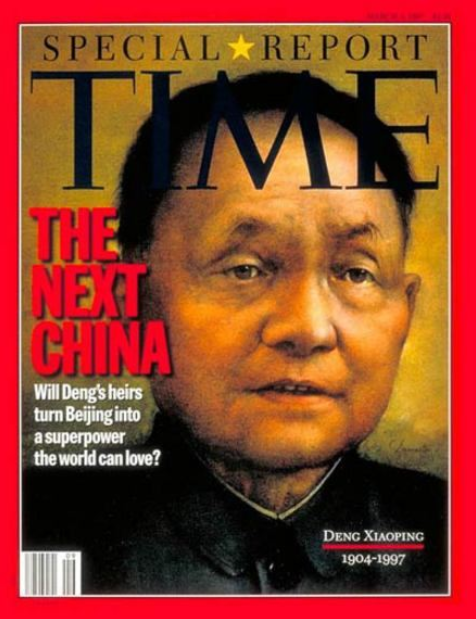 SPECIAL★REPORT
TIME
THE
NEXT
CHINA
Will Deng's heirs
turn Beijing into
a superpower
the world can love?
DENG XIAOPING
1904-1997